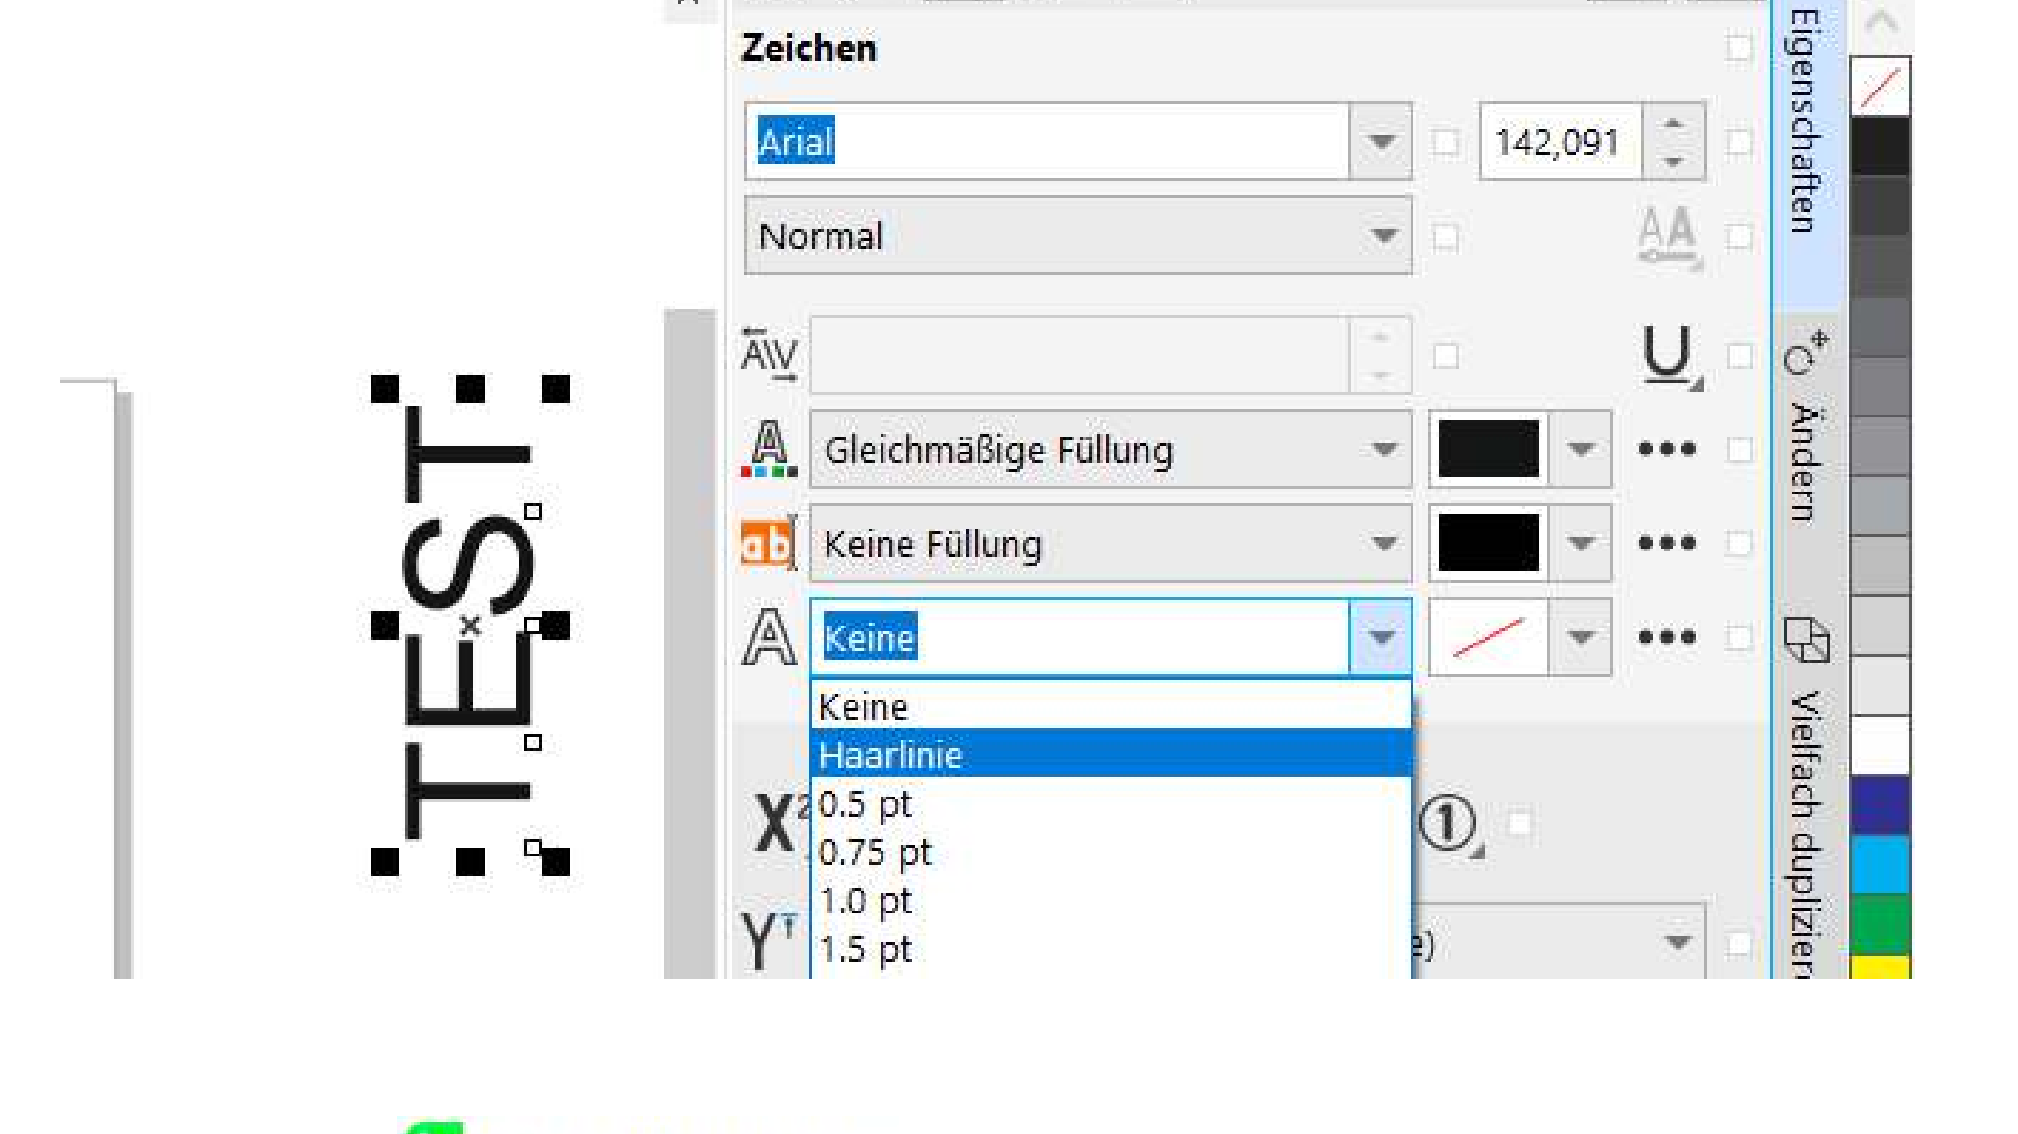 Zeichen
Arial
142,091
Normal
Gleichmäßige Füllung
Keine Füllung
Keine
Keine
Haarlinie
0.5 pt
0.75 pt
1.0 pt
1.5 pt
TEST
Eigenschaften
Ändern
Vielfach